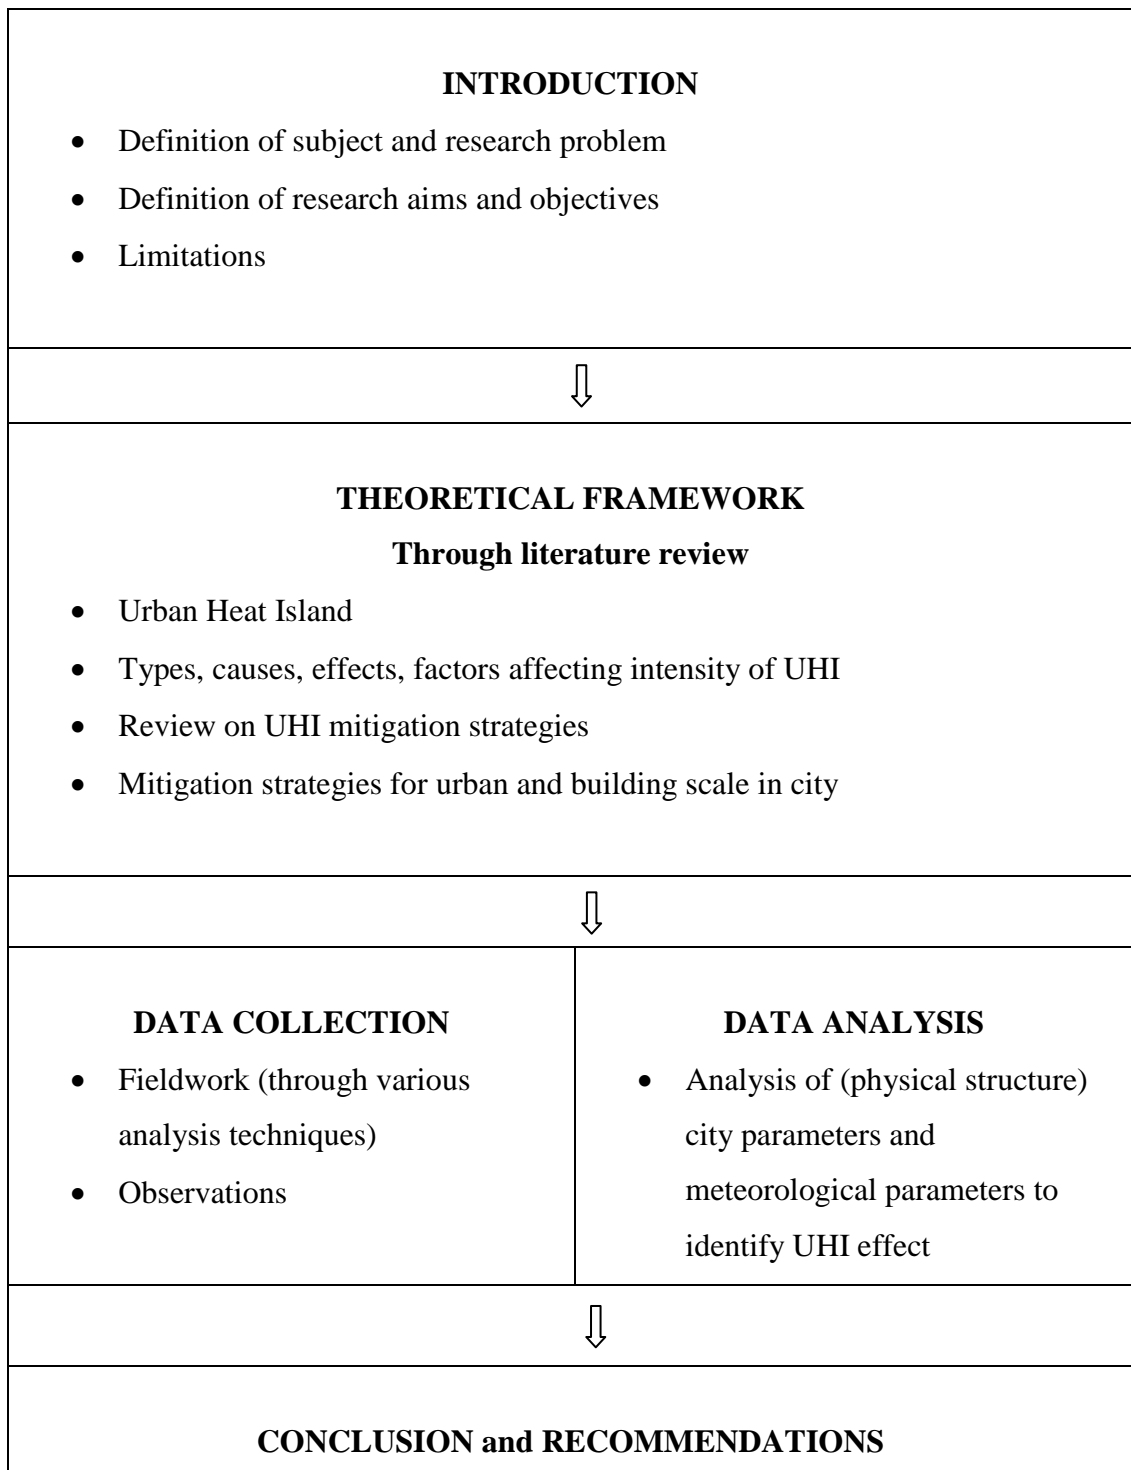 INTRODUCTION
• Definition of subject and research problem
• Definition of research aims and objectives
• Limitations
THEORETICAL FRAMEWORK
Through literature review
• Urban Heat Island
• Types, causes, effects, factors affecting intensity of UHI
• Review on UHI mitigation strategies
• Mitigation strategies for urban and building scale in city
DATA COLLECTION
• Fieldwork (through various
analysis techniques)
• Observations
DATA ANALYSIS
• Analysis of (physical structure)
city parameters and
meteorological parameters to
identify UHI effect
CONCLUSION and RECOMMENDATIONS